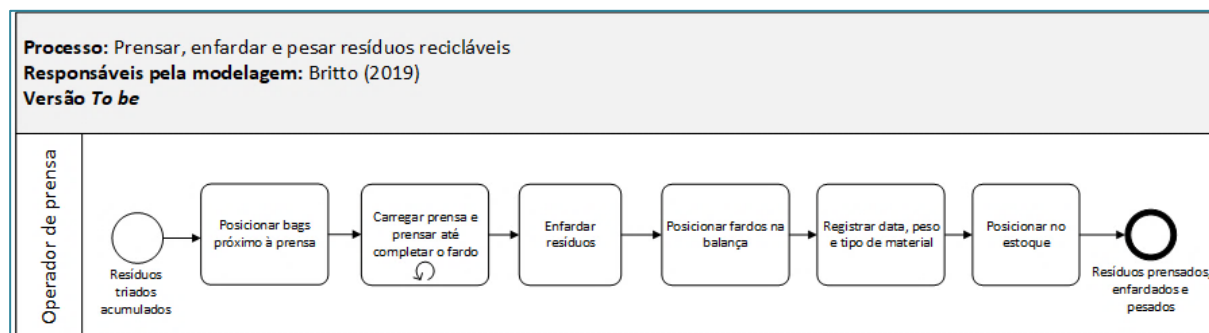 Processo: Prensar, enfardar e pesar resíduos recicláveis
Responsáveis pela modelagem: Britto (2019)
Versão To be
Operador de prensa
Resíduos
triados
acumulados
Posicionar bags
próximo à prensa
Carregar prensa e
prensar até
completar o fardo
Enfardar
resíduos
Posicionar fardos na
balança
Registrar data, peso
e tipo de material
Posicionar no
estoque
Resíduos prensados,
enfardados e
pesados